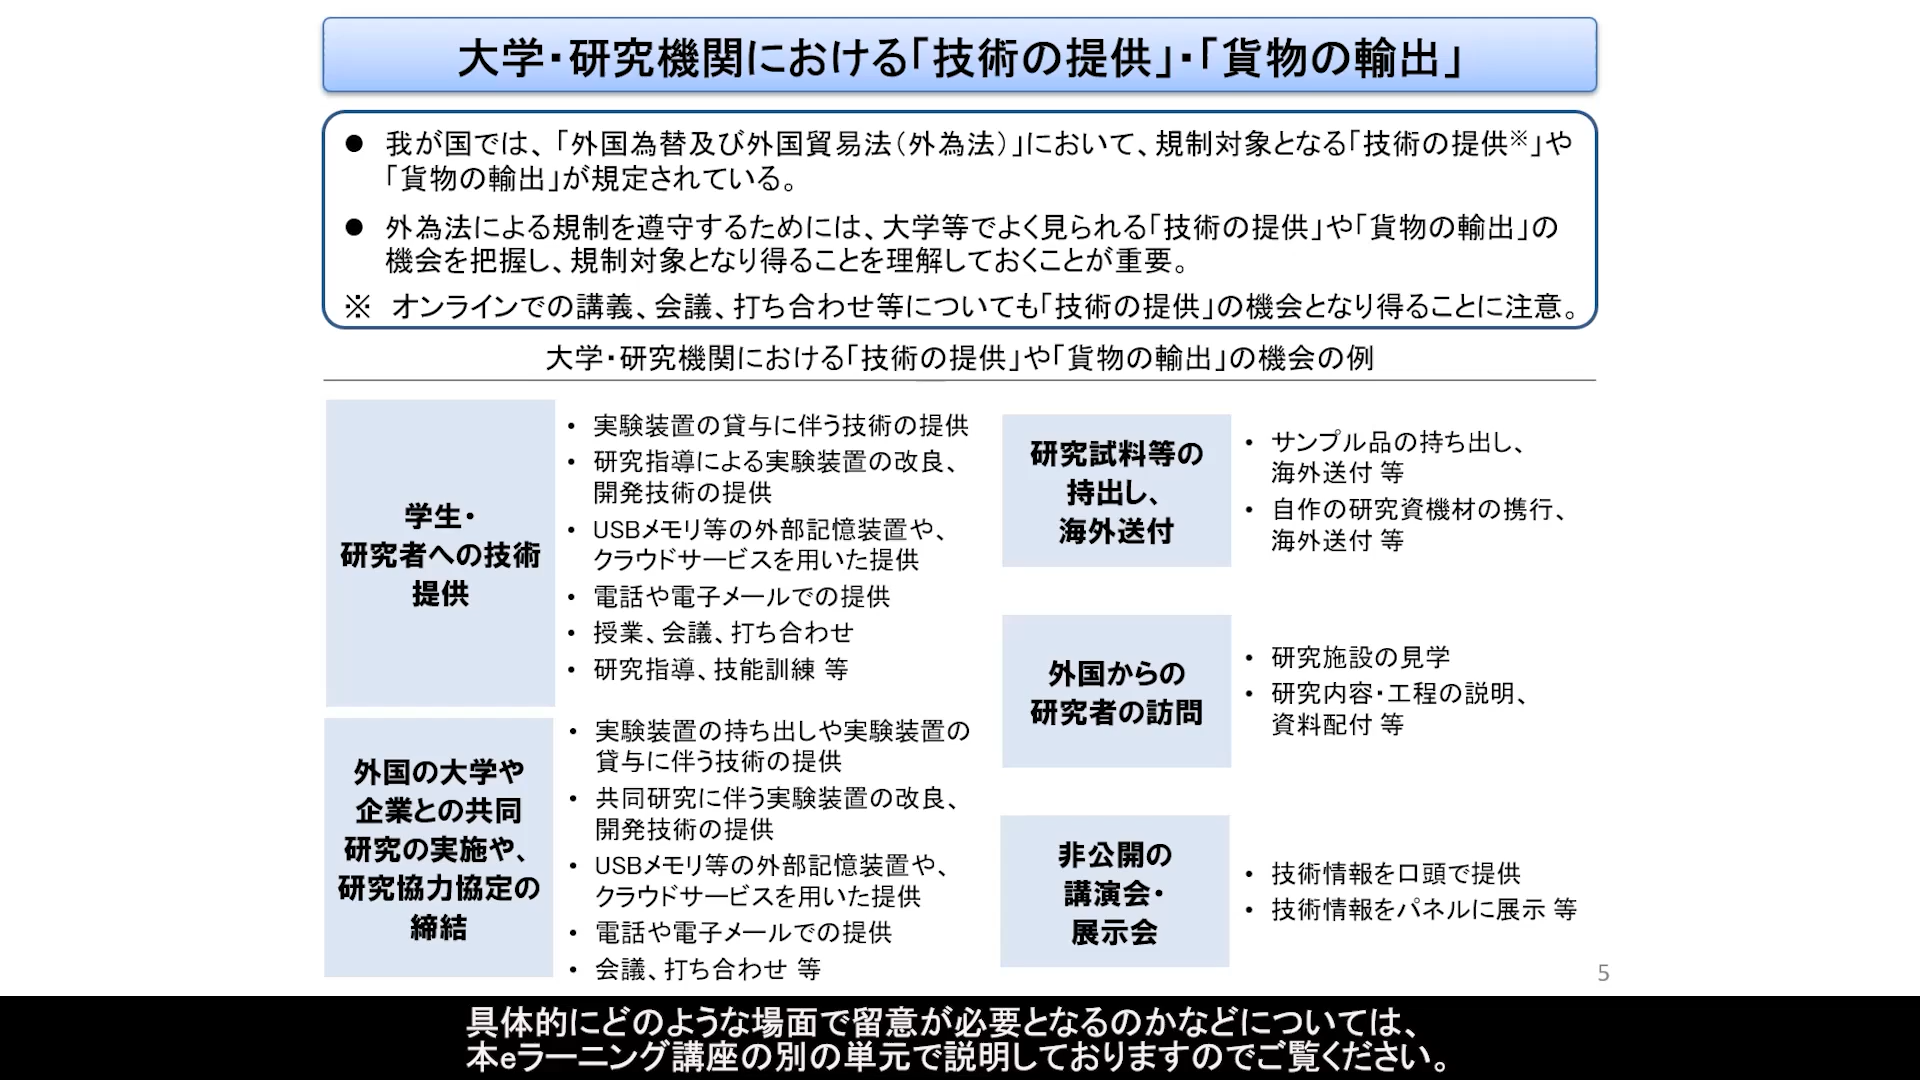 大学・研究機関における「技術の提供」・「貨物の輸出」
● 我が国では、「外国為替及び外国貿易法（外為法）」において、規制対象となる「技術の提供※」や
「貨物の輸出」が規定されている。
● 外為法による規制を遵守するためには、大学等でよく見られる「技術の提供」や「貨物の輸出」の
機会を把握し、規制対象となり得ることを理解しておくことが重要。
※ オンラインでの講義、会議、打ち合わせ等についても「技術の提供」の機会となり得ることに注意。
大学・研究機関における「技術の提供」や「貨物の輸出」の機会の例
学生・
研究者への技術
提供
• 実験装置の貸与に伴う技術の提供
• 研究指導による実験装置の改良、
開発技術の提供
• USBメモリ等の外部記憶装置や、
クラウドサービスを用いた提供
• 電話や電子メールでの提供
• 授業、会議、打ち合わせ
• 研究指導、技能訓練 等
外国の大学や
企業との共同
研究の実施や、
研究協力協定の
締結
• 実験装置の持ち出しや実験装置の
貸与に伴う技術の提供
• 共同研究に伴う実験装置の改良、
開発技術の提供
• USBメモリ等の外部記憶装置や、
クラウドサービスを用いた提供
• 電話や電子メールでの提供
• 会議、打ち合わせ 等
研究試料等の
持出し、
海外送付
• サンプル品の持ち出し、
海外送付 等
• 自作の研究資機材の携行、
海外送付 等
外国からの
研究者の訪問
• 研究施設の見学
• 研究内容・工程の説明、
資料配付 等
非公開の
講演会・
展示会
• 技術情報を口頭で提供
• 技術情報をパネルに展示 等
5
具体的にどのような場面で留意が必要となるのかなどについては、
本eラーニング講座の別の単元で説明しておりますのでご覧ください。